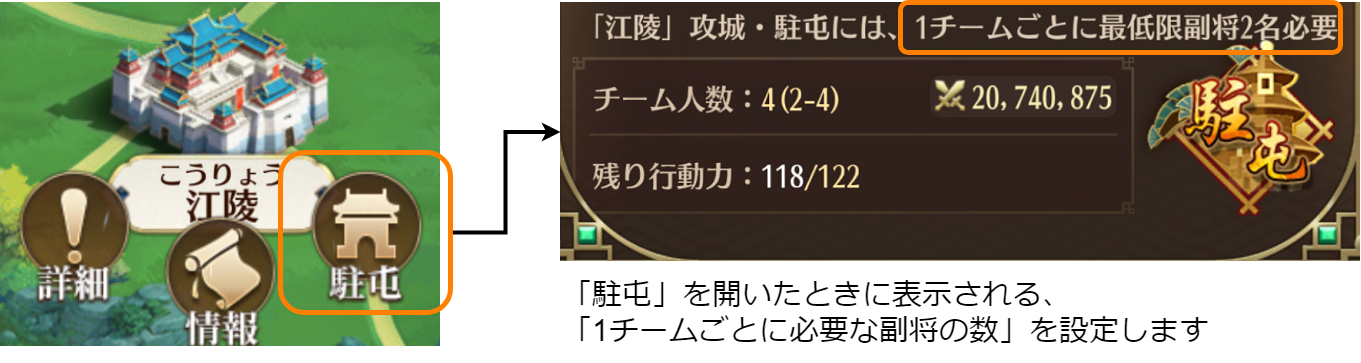 こうりょう
江陵
詳細
情報
駐屯
「江陵」攻城・駐屯には、1チームごとに最低限副将2名必要
チーム人数：4(2-4)
20,740,875
残り行動力：118/122
駐屯
「駐屯」を開いたときに表示される、
「1チームごとに必要な副将の数」を設定します